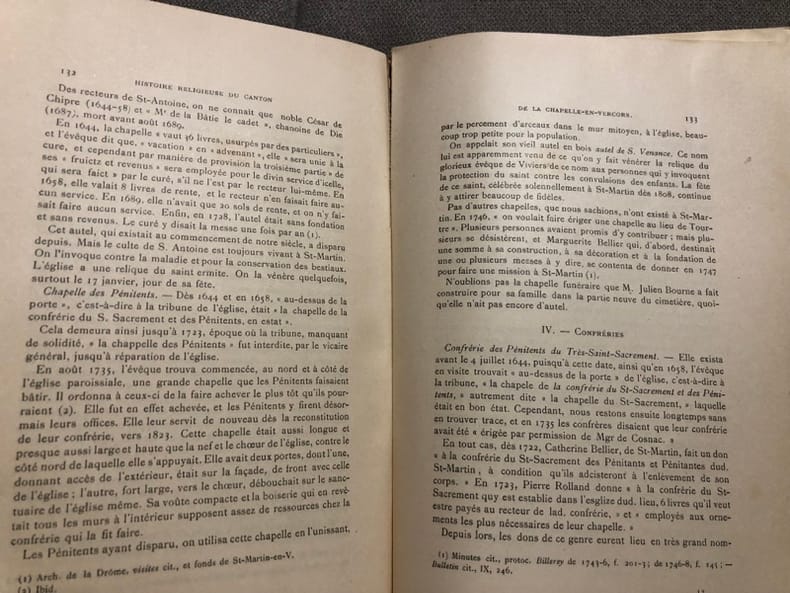 132
HISTOIRE RELIGIEUSE DU CANTON
Des recteurs de St-Antoine, on ne connait que noble César de
Chipre (1644-58) et « Mr de la Bâtie le cadet », chanoine de Die
(1687), mort avant août 1689.
En 1644, la chapelle « vaut 36 livres, usurpés par des particuliers »,
et l'évêque dit que, « vacation » en « advenant », elle « sera unie à la
cure, et cependant par manière de provision la troisième partie » de
ses « fruictz et revenus » sera employée pour le divin service d'icelle,
qui sera faict » par le curé, s'il ne l'est par le recteur lui-même. En
1658, elle valait 8 livres de rente, et le recteur n'en faisait faire au-
cun service. En 1689, elle n'avait que 20 sols de rente, et on n'y fai-
sait faire aucun service. Enfin, en 1728, l'autel était sans fondation
et sans revenus. Le curé y disait la messe une fois par an (1).
Cet autel, qui existait au commencement de notre siècle, a disparu
depuis. Mais le culte de S. Antoine est toujours vivant à St-Martin.
On l'invoque contre la maladie et pour la conservation des bestiaux.
L'église a une relique du saint ermite. On la vénère quelquefois,
surtout le 17 janvier, jour de sa fête.
Chapelle des Pénitents. — Dès 1644 et en 1658, « au-dessus de la
porte », c'est-à-dire à la tribune de l'église, était « la chapelle de la
confrérie du S. Sacrement et des Pénitents, en estat ».
Cela demeura ainsi jusqu'à 1723, époque où la tribune, manquant
de solidité, « la chappelle des Pénitents » fut interdite, par le vicaire
général, jusqu'à réparation de l'église.
En août 1735, l'évêque trouva commencée, au nord et à côté de
l'église paroissiale, une grande chapelle que les Pénitents faisaient
bâtir. Il ordonna à ceux-ci de la faire achever le plus tôt qu'ils pour-
raient (2). Elle fut en effet achevée, et les Pénitents y firent désor-
mais leurs offices. Elle leur servit de nouveau dès la reconstitution
de leur confrérie, vers 1823. Cette chapelle était aussi longue et
presque aussi large et haute que la nef et le chœur de l'église, contre le
côté nord de laquelle elle s'appuyait. Elle avait deux portes, dont l'une,
donnant accès de l'extérieur, était sur la façade, de front avec celle
de l'église ; l'autre, fort large, vers le chœur, débouchait sur le sanc-
tuaire de l'église même. Sa voûte compacte et la boiserie qui en revê-
tait tous les murs à l'intérieur supposent assez de ressources chez la
confrérie qui la fit faire.
Les Pénitents ayant disparu, on utilisa cette chapelle en l'unissant,
(1) Arch. de la Drôme, visites cit., et fonds de St-Martin-en-V.
(2) Ibid.
DE LA CHAPELLE-EN-VERCORS.
133
par le percement d'arceaux dans le mur mitoyen, à l'église, beau-
coup trop petite pour la population.
On appelait son vieil autel en bois autel de S. Venance. Ce nom
lui est apparemment venu de ce qu'on y fait vénérer la relique du
glorieux évêque de Viviers de ce nom aux personnes qui y invoquent
la protection du saint contre les convulsions des enfants. La fête
de ce saint, célébrée solennellement à St-Martin dès 1808, continue
à y attirer beaucoup de fidèles.
Pas d'autres chapelles, que nous sachions, n'ont existé à St-Mar-
tin. En 1746, « on voulait faire ériger une chapelle au lieu de Tour-
tre ». Plusieurs personnes avaient promis d'y contribuer ; mais plu-
sieurs se désistèrent, et Marguerite Bellier qui, d'abord, destinait
une somme à sa construction, à sa décoration et à la fondation de
une ou plusieurs messes à y dire, se contenta de donner en 1747
pour faire une mission à St-Martin (1).
N'oublions pas la chapelle funéraire que M. Julien Bourne a fait
construire pour sa famille dans la partie neuve du cimetière, quoi-
qu'elle n'ait pas encore d'autel.
IV. — CONFRÉRIES
Confrérie des Pénitents du Très-Saint-Sacrement. — Elle exista
avant le 4 juillet 1644, puisqu'à cette date, ainsi qu'en 1658, l'évêque
en visite trouvait « au-dessus de la porte » de l'église, c'est-à-dire à
la tribune, « la chapele de la confrérie du St-Sacrement et des Péni-
tents, » autrement dite « la chapelle du St-Sacrement, » laquelle
était en bon état. Cependant, nous restons ensuite longtemps sans
en trouver trace, et en 1735 les confrères disaient que leur confrérie
avait été « érigée par permission de Mgr de Cosnac. »
En tout cas, dès 1722, Catherine Bellier, de St-Martin, fait un don
« à la confrérie du St-Sacrement des Pénitants et Pénitantes dud.
St-Martin, à condition qu'ils adcisteront à l'enlèvement de son
corps. » En 1723, Pierre Rolland donne « à la confrérie du St-
Sacrement quy est establie dans l'esglize dud. lieu, 6 livres qu'il veut
estre payés au recteur de lad. confrérie, » et « employés aux orne-
ments les plus nécessaires de leur chapelle. »
Depuis lors, les dons de ce genre eurent lieu en très grand nom-
(1) Minutes cit., protoc. Billeroy de 1743-6, f. 201-3 ; de 1746-8, f. 145 ; —
Bulletin cit., IX, 246.